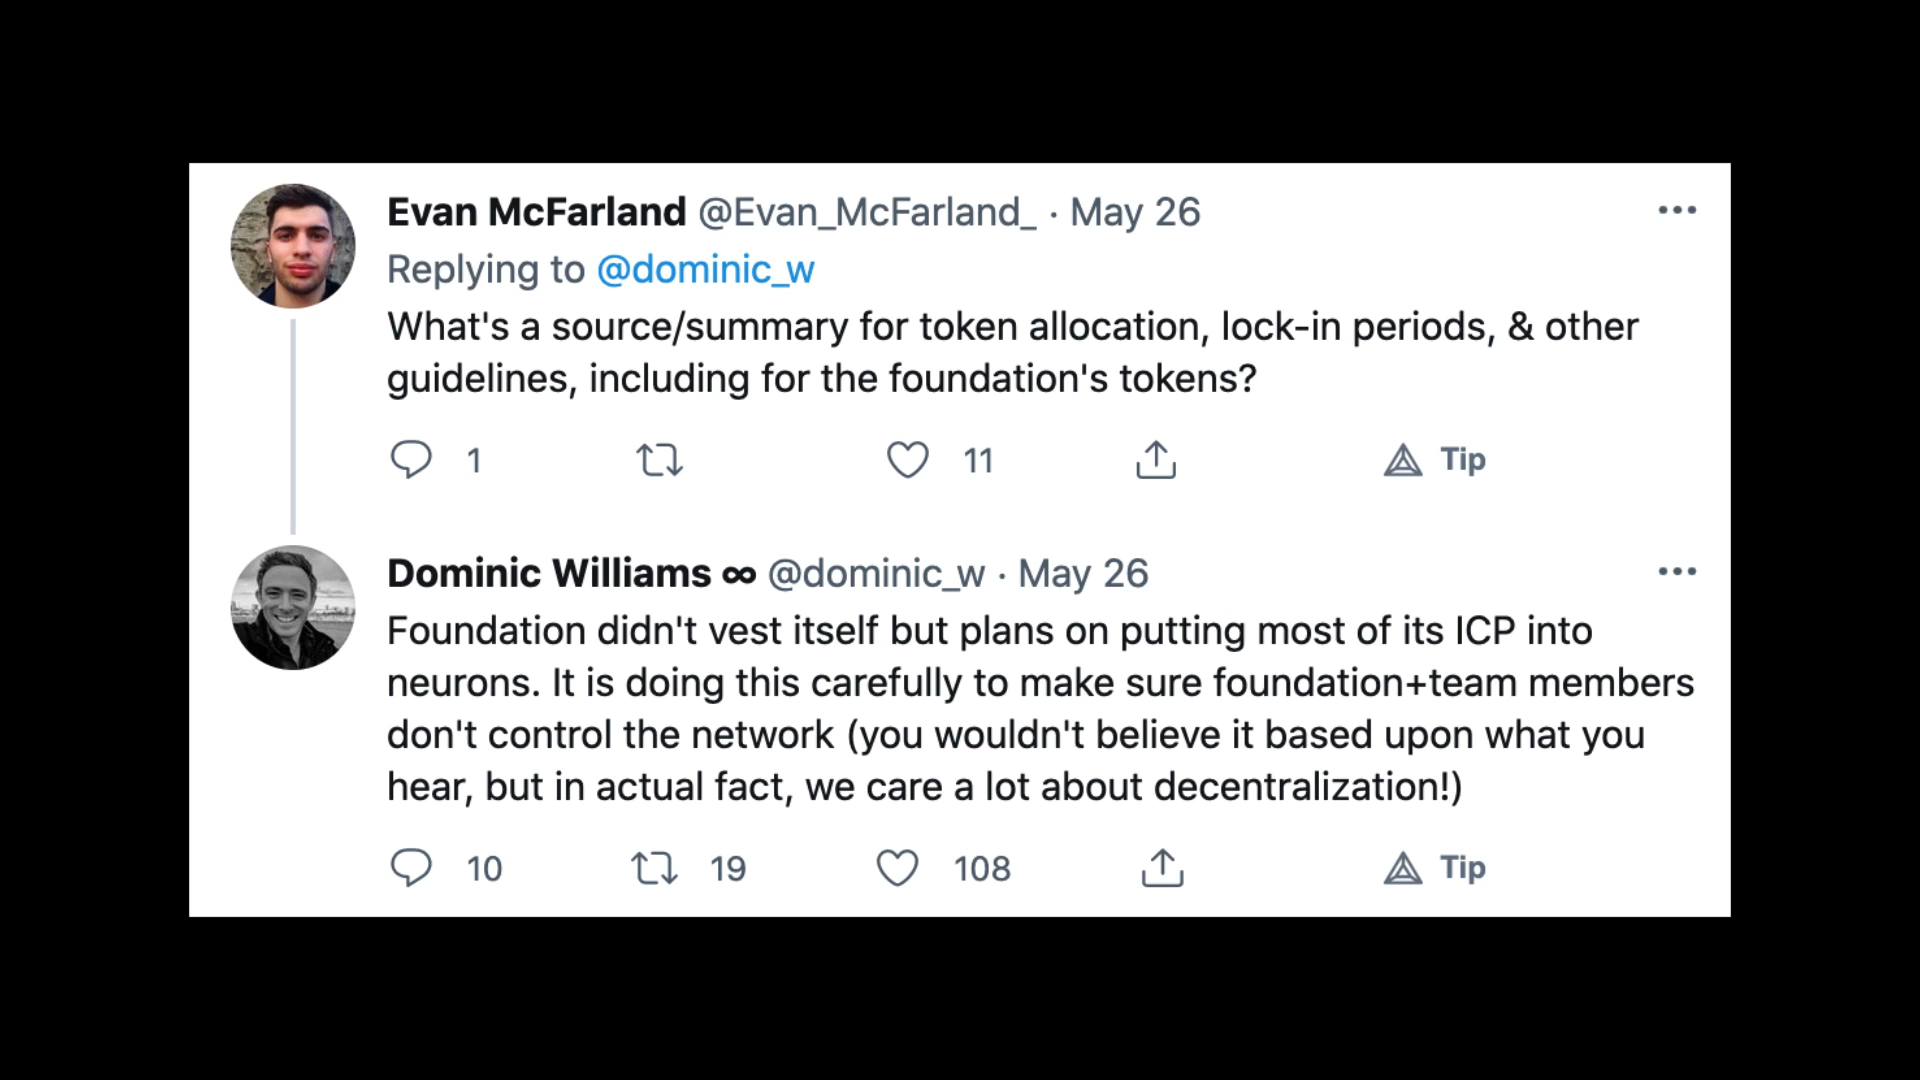 Evan McFarland @Evan_McFarland_ · May 26
Replying to @dominic_w
What's a source/summary for token allocation, lock-in periods, & other
guidelines, including for the foundation's tokens?
1 11 Tip
Dominic Williams ∞ @dominic_w · May 26
Foundation didn't vest itself but plans on putting most of its ICP into
neurons. It is doing this carefully to make sure foundation+team members
don't control the network (you wouldn't believe it based upon what you
hear, but in actual fact, we care a lot about decentralization!)
10 19 108 Tip